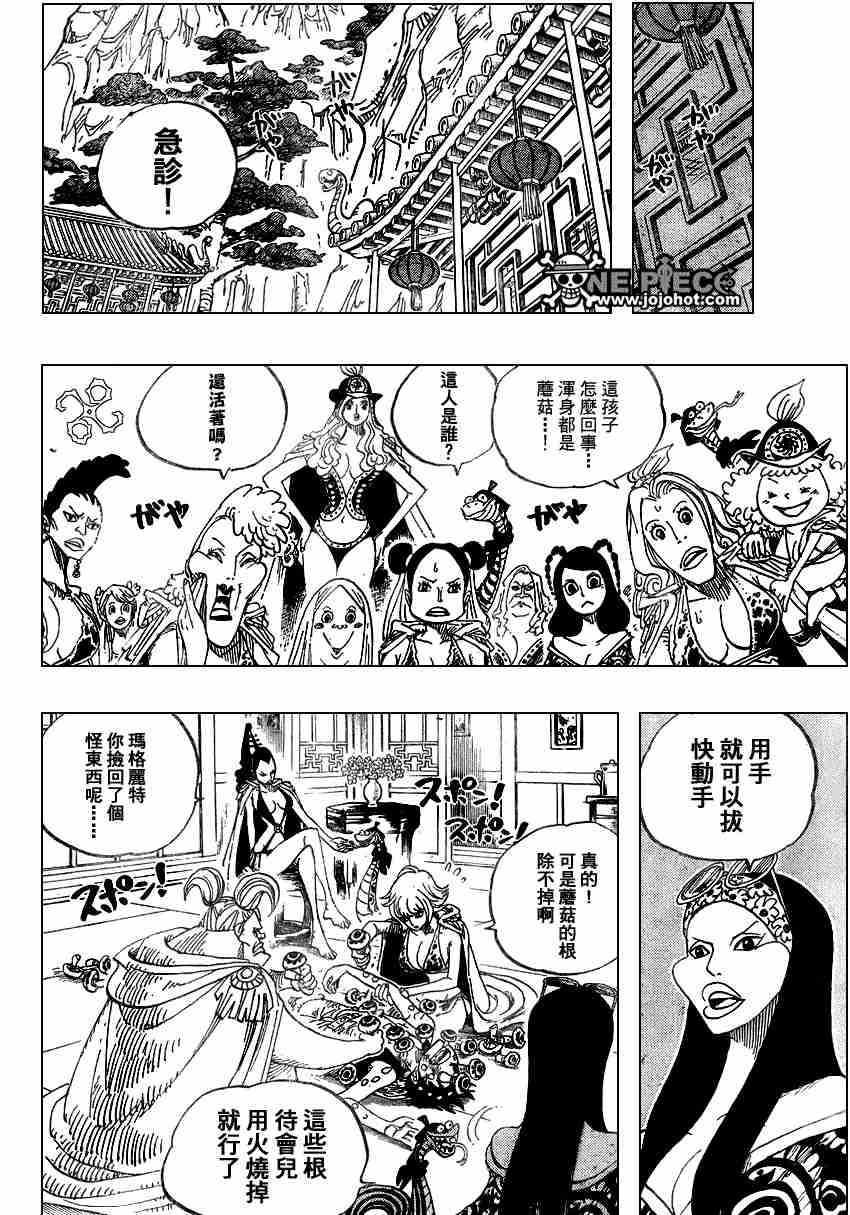 ガヤ
ガヤ
ガヤ
ガヤ
急診！
ONE PIECE
www.jojohot.com
這孩子
怎麼回事…
渾身都是
蘑菇…！
這人是誰？
還活著嗎？
ガヤ
ガヤ
用手
就可以拔
快動手
スポン！
スポン！
真的！
可是蘑菇的根
除不掉啊
瑪格麗特
你撿回了個
怪東西呢……
スポン！
這些根
待會兒
用火燒掉
就行了